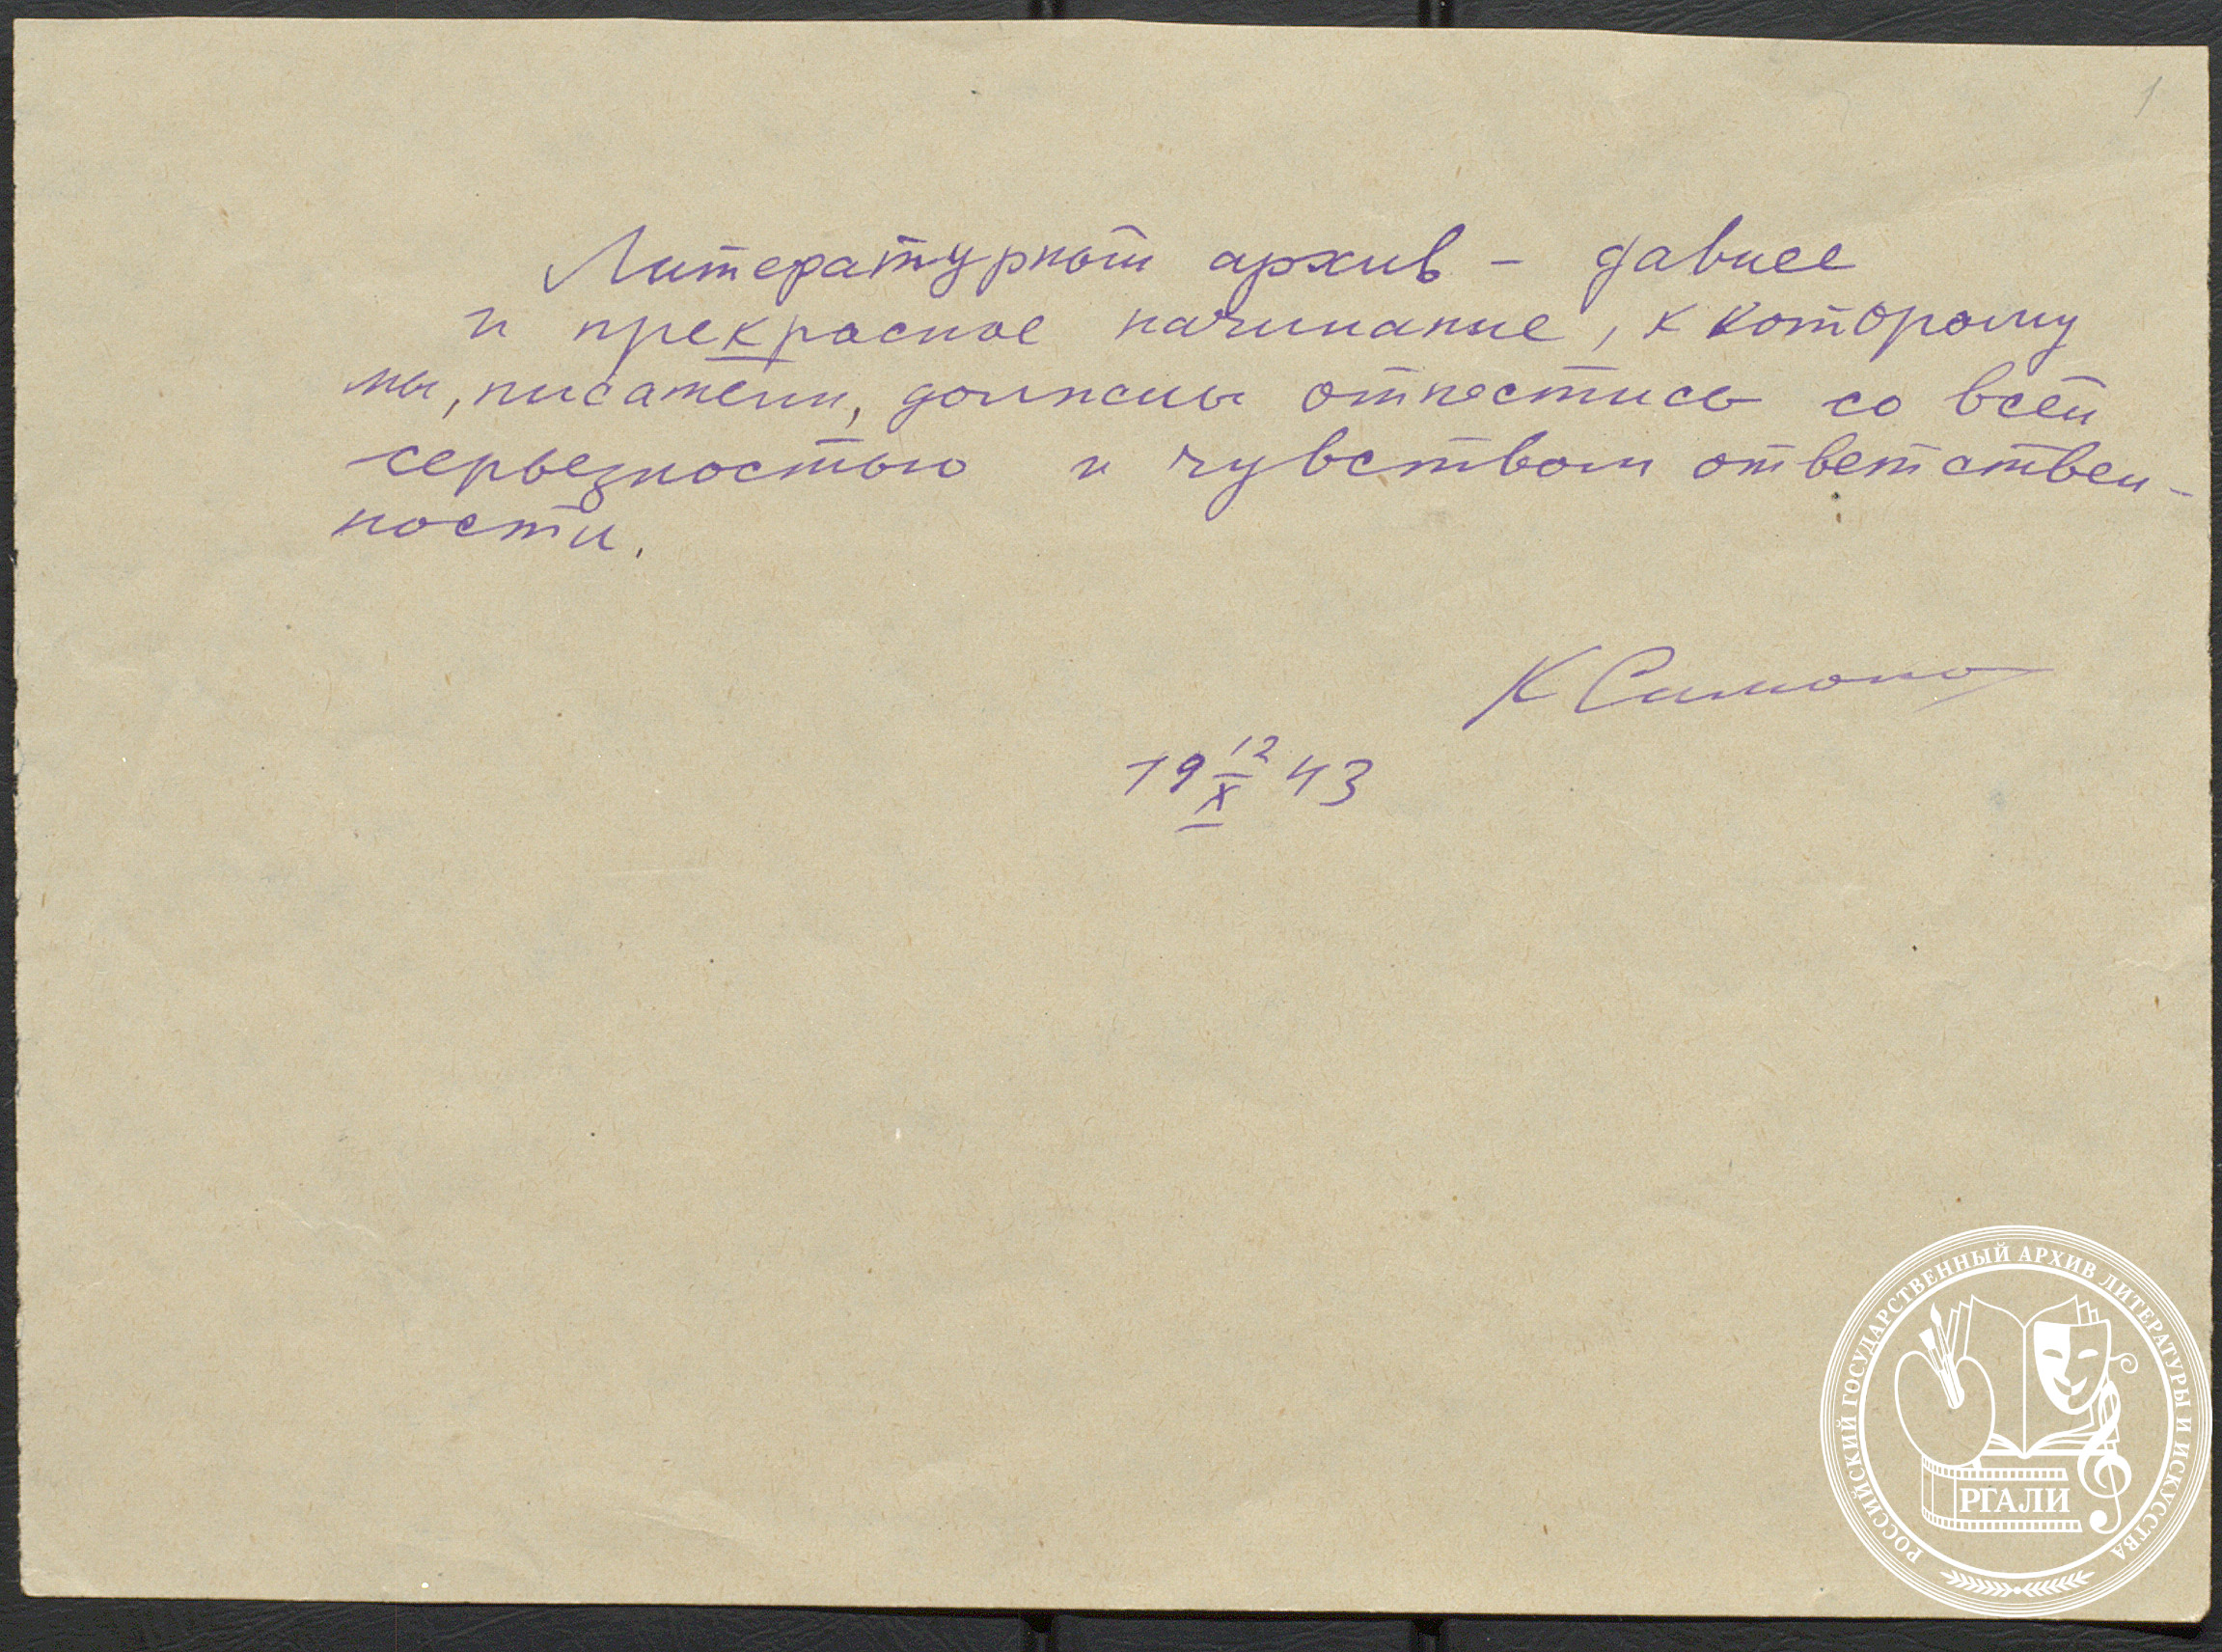 1
Литературный архив – давнее
и прекрасное начинание, к которому
мы, писатели, должны отнестись со всей
серьезностью и чувством ответствен-
ности.
К Симонов
19 12/X 43
РОССИЙСКИЙ ГОСУДАРСТВЕННЫЙ АРХИВ ЛИТЕРАТУРЫ И ИСКУССТВА
РГАЛИ